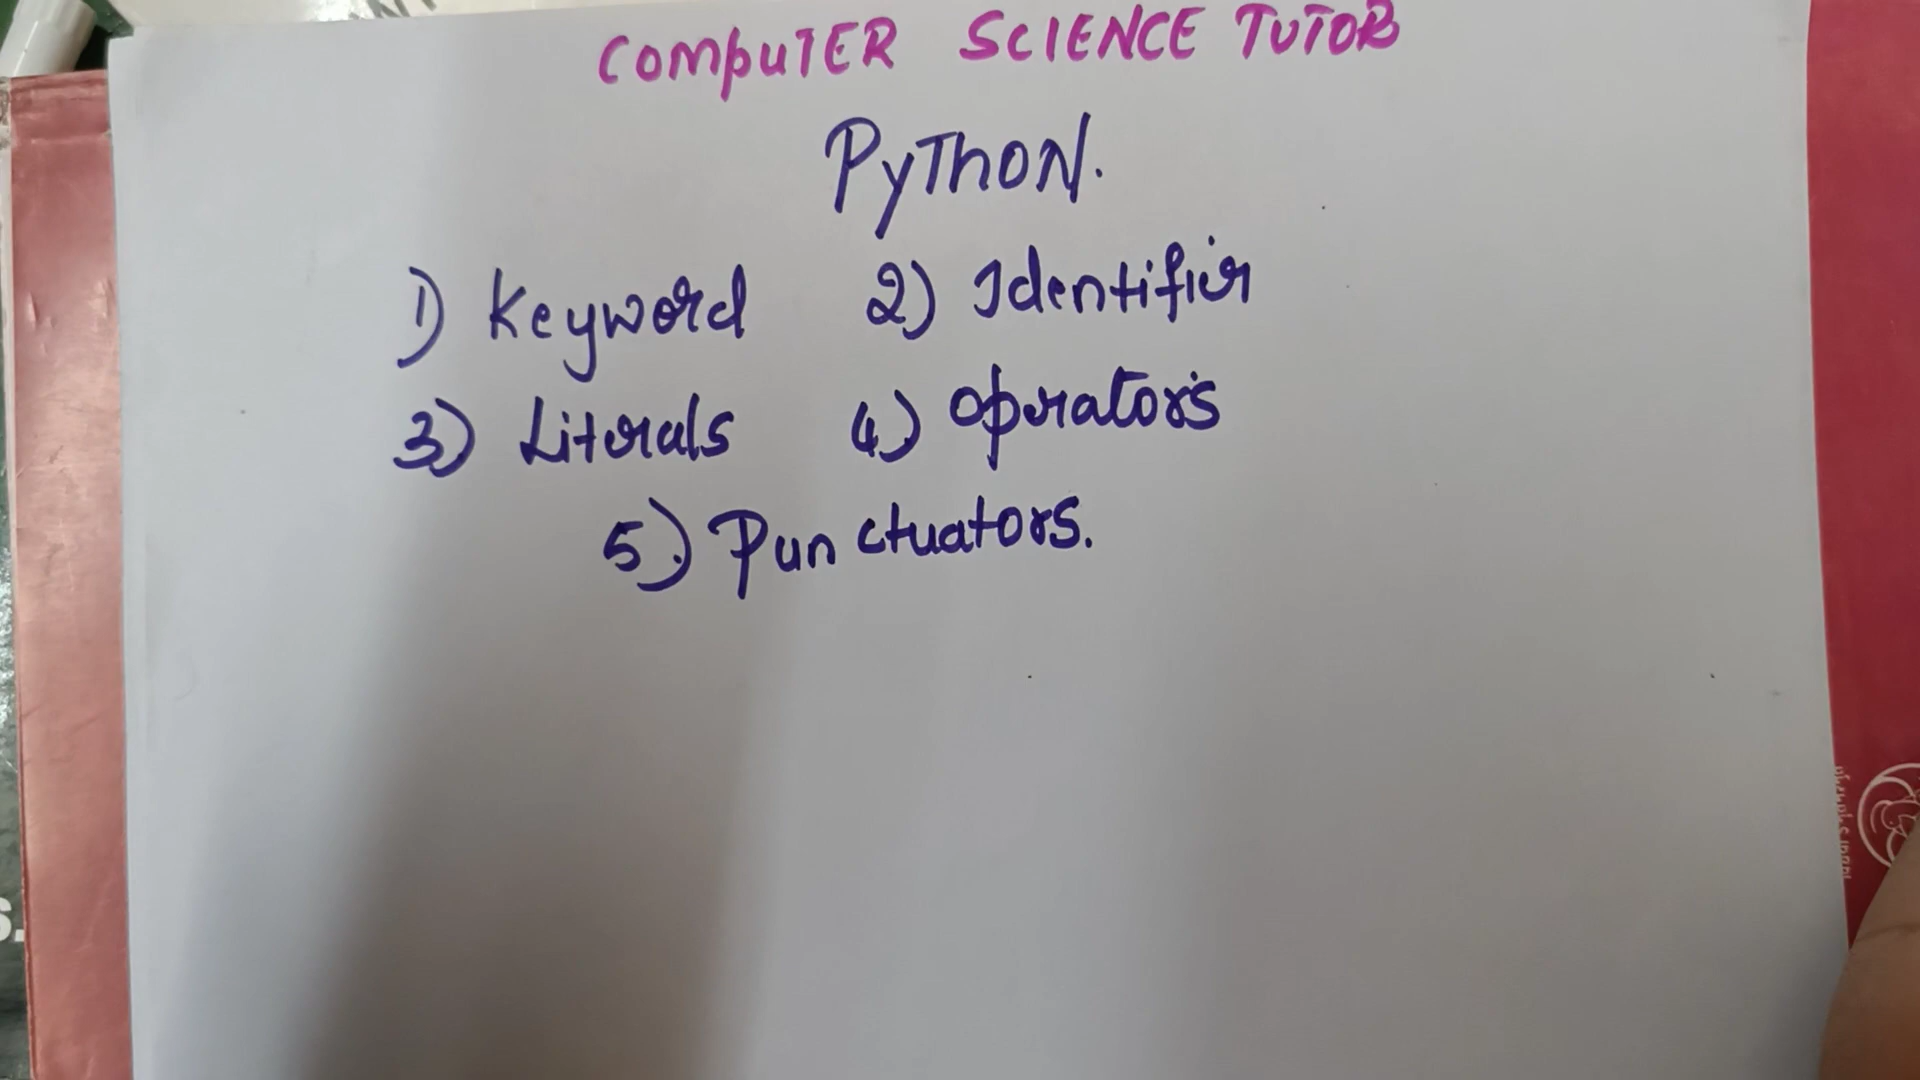 COMPUTER SCIENCE TUTOR
PYTHON.
1) Keyword 2) Identifier
3) Literals 4) Operators
5) Punctuators.
S.